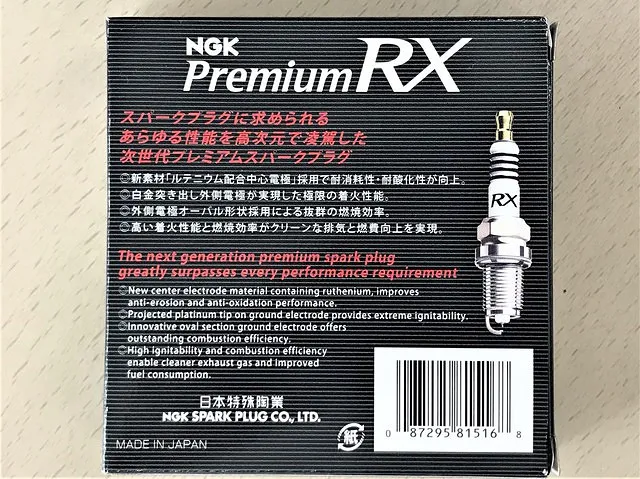 NGK
Premium RX
スパークプラグに求められる
あらゆる性能を高次元で凌駕した
次世代プレミアムスパークプラグ
◎新素材「ルテニウム配合中心電極」採用で耐消耗性・耐酸化性が向上。
◎白金突き出し外側電極が実現した極限の着火性能。
◎外側電極オーバル形状採用による抜群の燃焼効率。
◎高い着火性能と燃焼効率がクリーンな排気と燃費向上を実現。
RX
The next generation premium spark plug
greatly surpasses every performance requirement
◎New center electrode material containing ruthenium, improves
anti-erosion and anti-oxidation performance.
◎Projected platinum tip on ground electrode provides extreme ignitability.
◎Innovative oval section ground electrode offers
outstanding combustion efficiency.
◎High ignitability and combustion efficiency
enable cleaner exhaust gas and improved
fuel consumption.
日本特殊陶業
NGK SPARK PLUG CO., LTD.
MADE IN JAPAN
紙
0 87295 81516 8